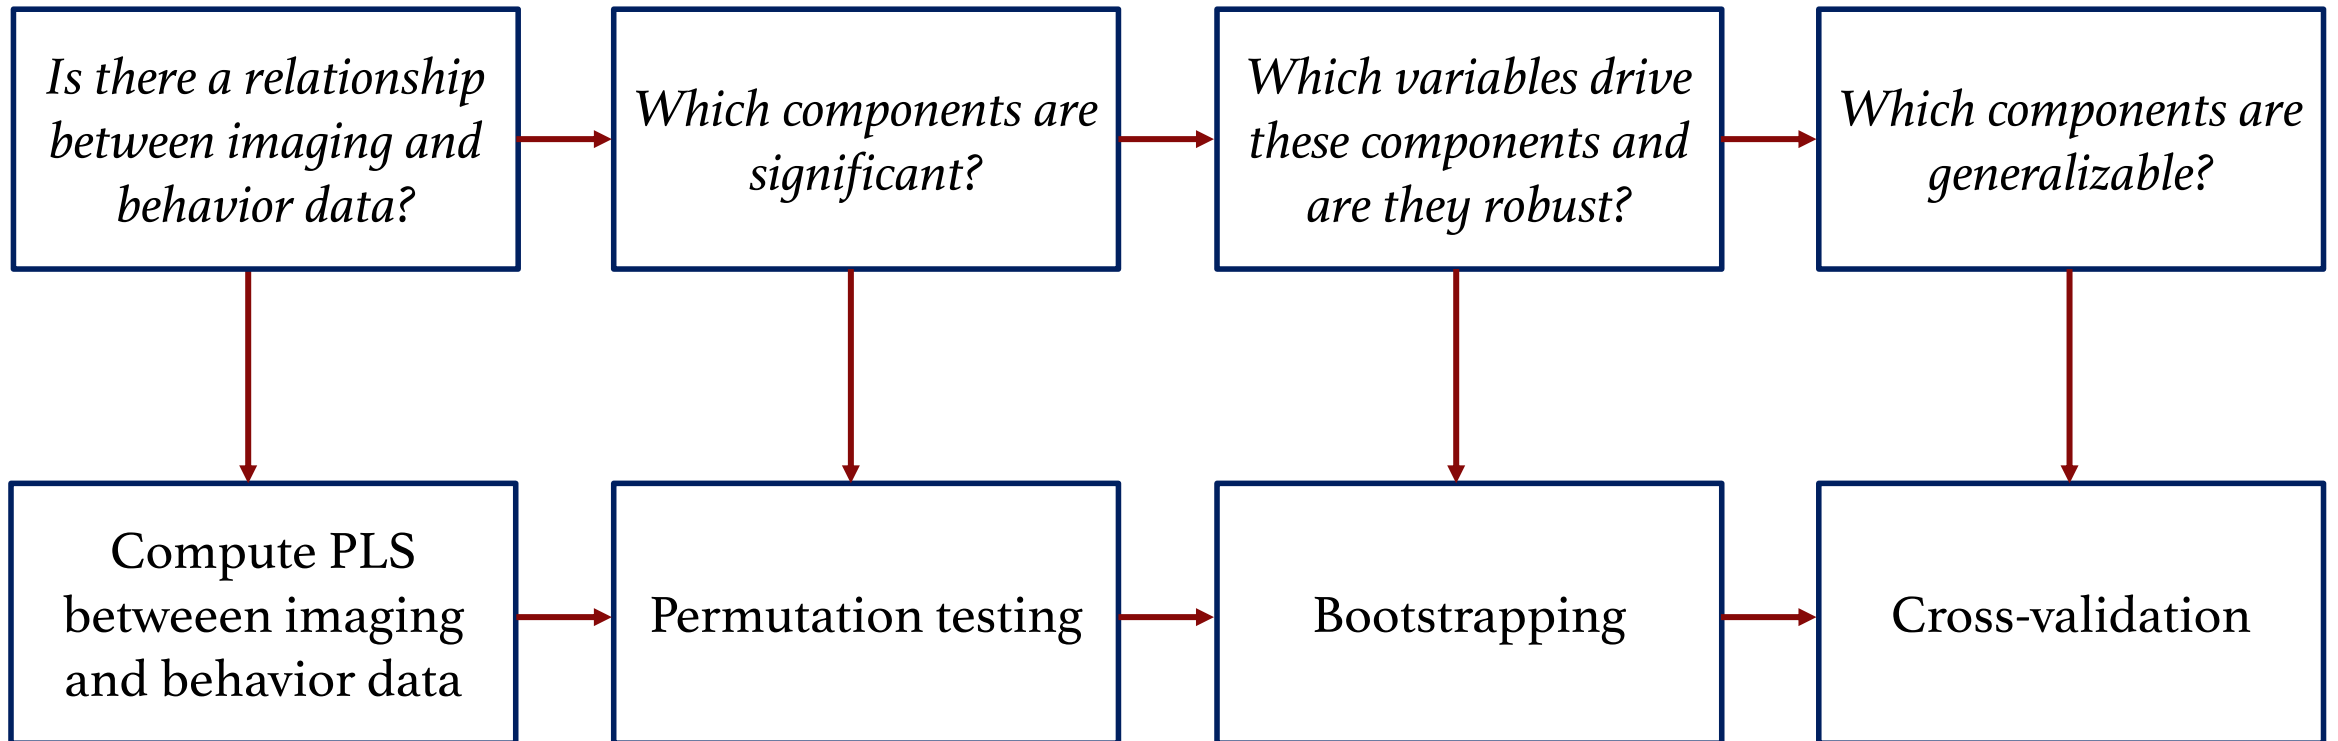 Is there a relationship
between imaging and
behavior data?
Which components are
significant?
Which variables drive
these components and
are they robust?
Which components are
generalizable?
Compute PLS
betweeen imaging
and behavior data
Permutation testing
Bootstrapping
Cross-validation